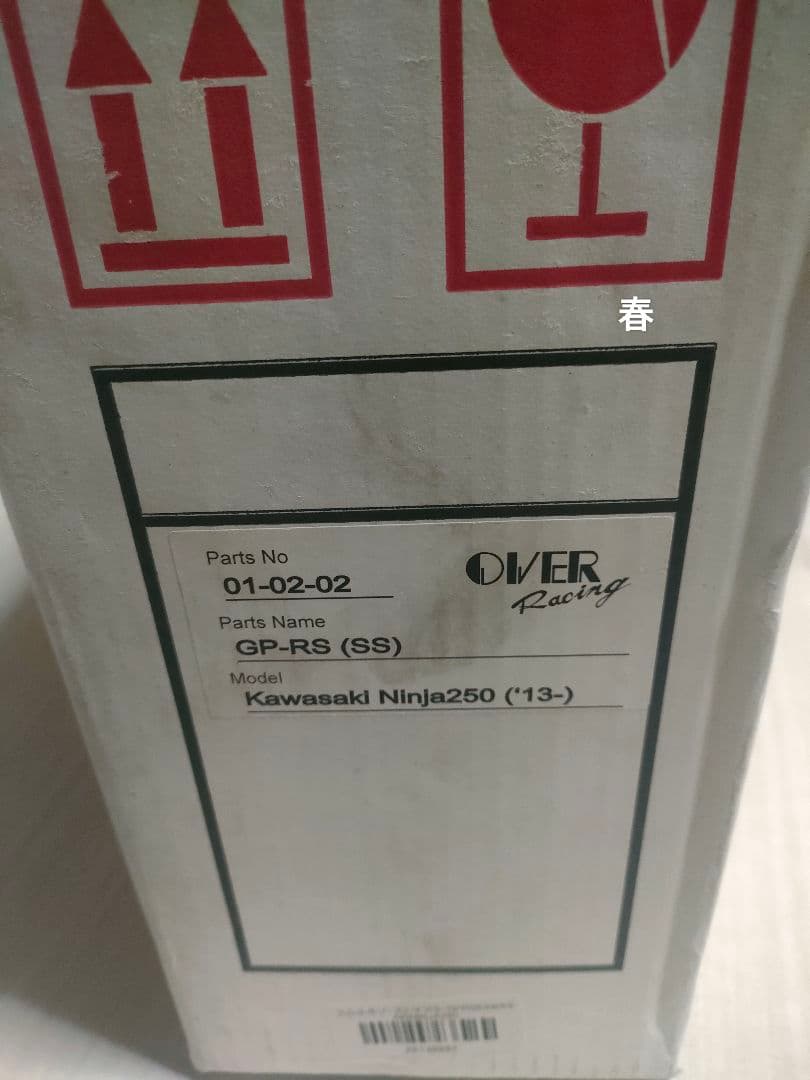 春
Parts No
01-02-02
OVER
Racing
Parts Name
GP-RS (SS)
Model
Kawasaki Ninja250 ('13-)